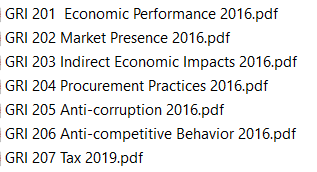 GRI 201  Economic Performance 2016.pdf
GRI 202 Market Presence 2016.pdf
GRI 203 Indirect Economic Impacts 2016.pdf
GRI 204 Procurement Practices 2016.pdf
GRI 205 Anti-corruption 2016.pdf
GRI 206 Anti-competitive Behavior 2016.pdf
GRI 207 Tax 2019.pdf